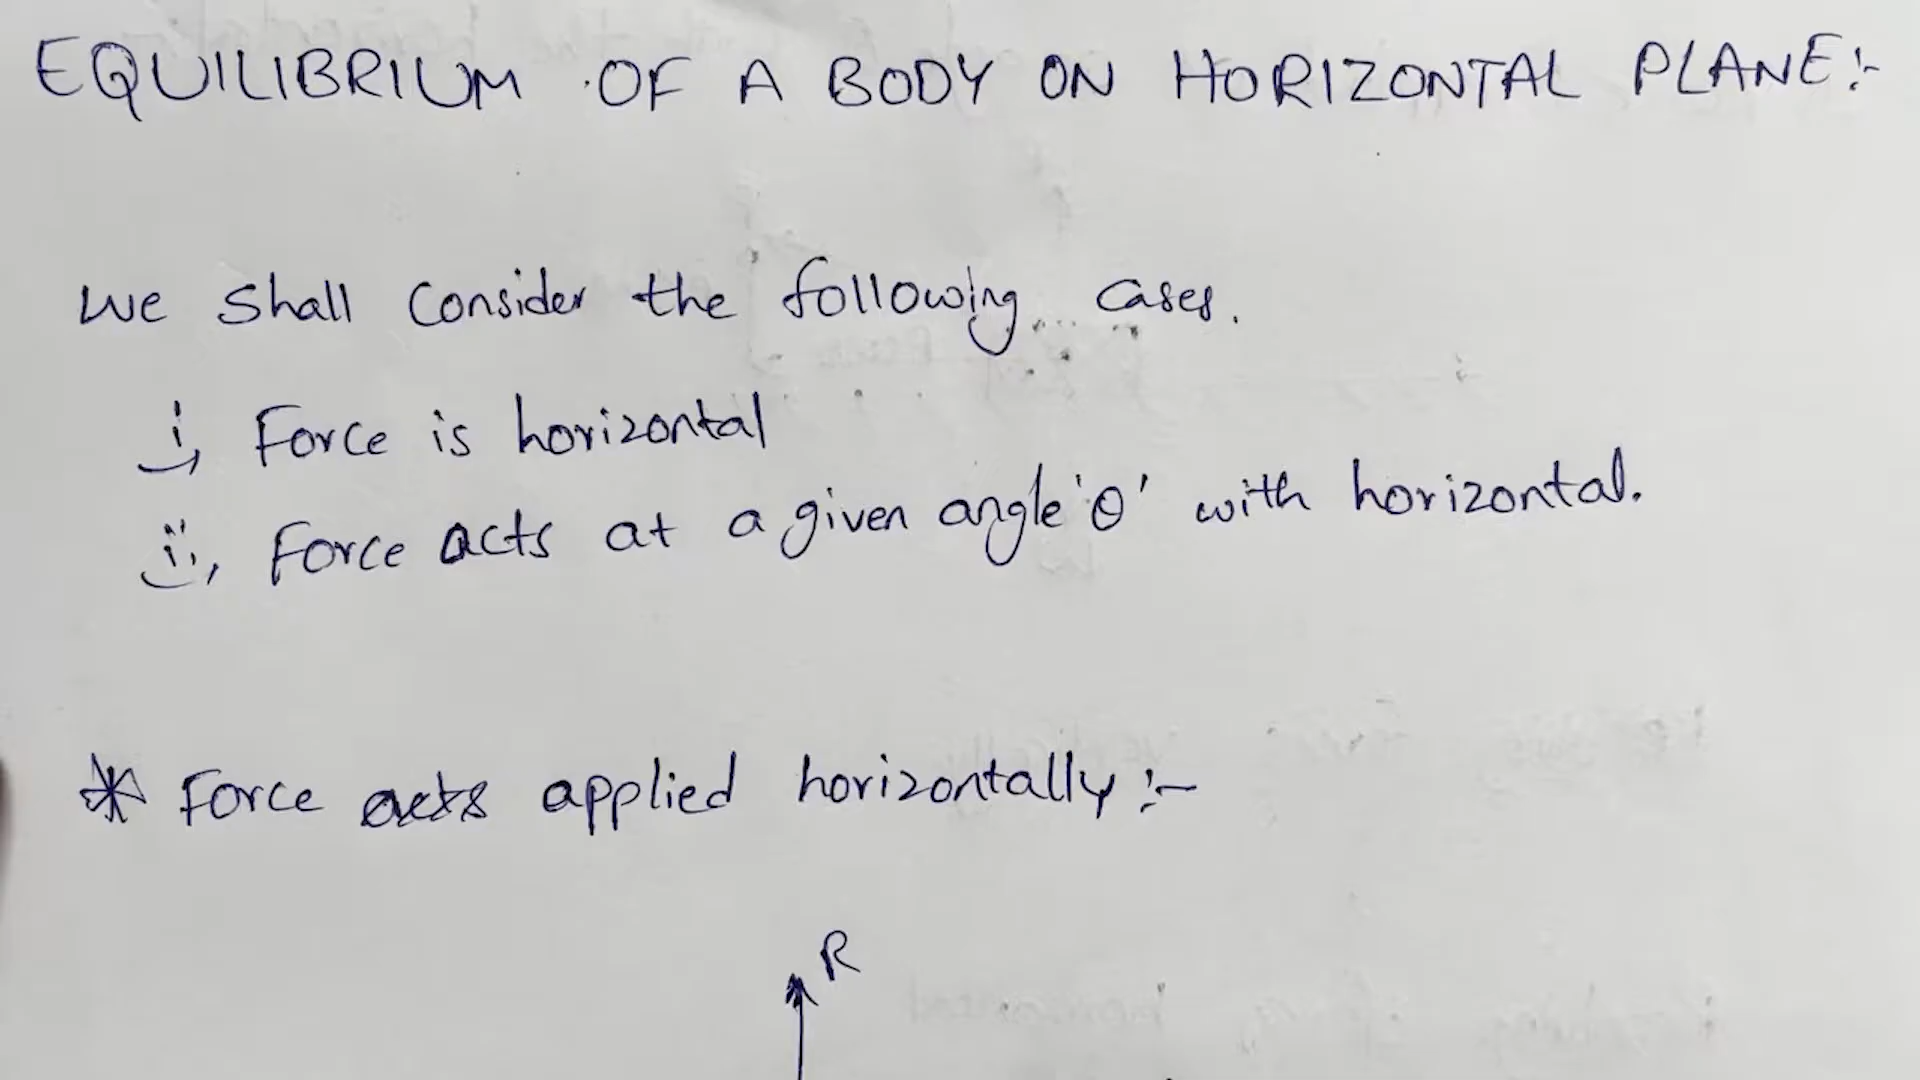 EQUILIBRIUM OF A BODY ON HORIZONTAL PLANE:-
We shall consider the following cases.
i, Force is horizontal
ii, Force acts at a given angle 'θ' with horizontal.
* Force acts applied horizontally :-
R